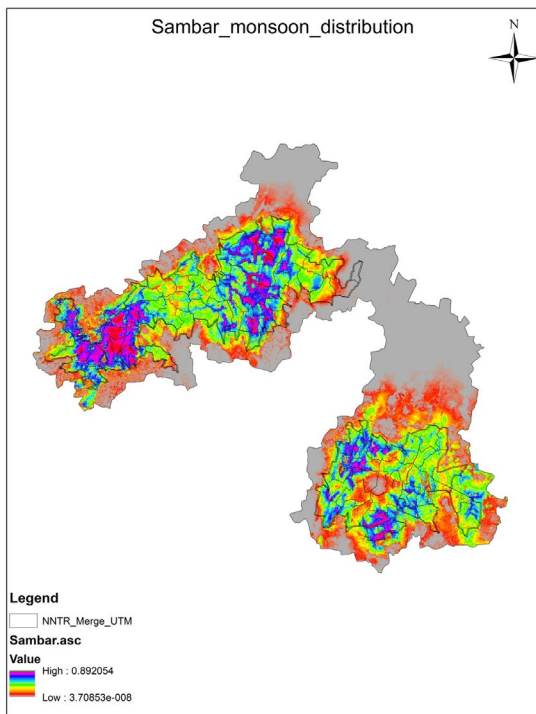 Sambar_monsoon_distribution
N
Legend
NNTR_Merge_UTM
Sambar.asc
Value
High : 0.892054
Low : 3.70853e-008